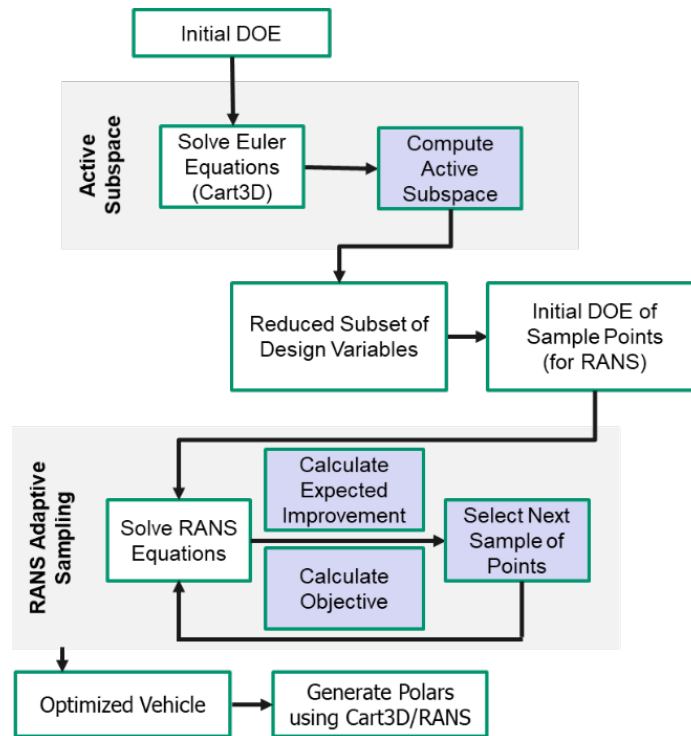 Initial DOE
Active
Subspace
Solve Euler
Equations
(Cart3D)
Compute
Active
Subspace
Reduced Subset of
Design Variables
Initial DOE of
Sample Points
(for RANS)
RANS Adaptive
Sampling
Solve RANS
Equations
Calculate
Expected
Improvement
Calculate
Objective
Select Next
Sample of
Points
Optimized Vehicle
Generate Polars
using Cart3D/RANS